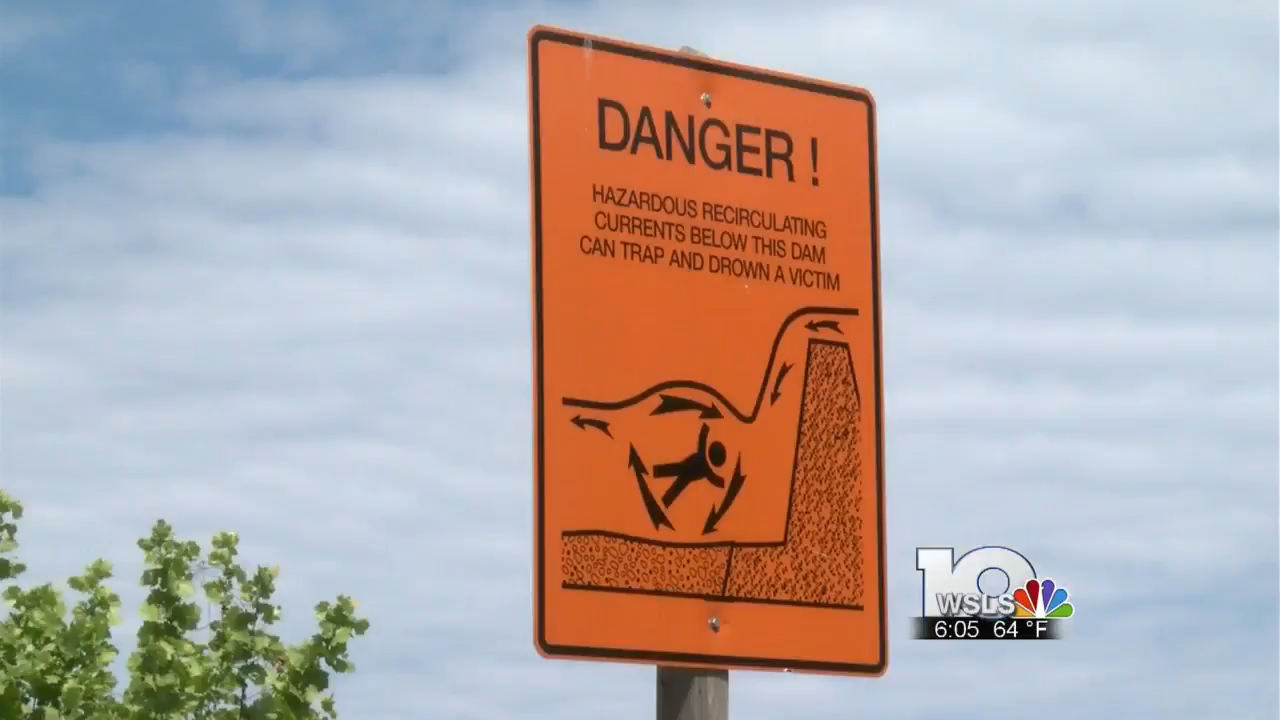 DANGER !
HAZARDOUS RECIRCULATING
CURRENTS BELOW THIS DAM
CAN TRAP AND DROWN A VICTIM
10
WSLS
6:05 64 °F